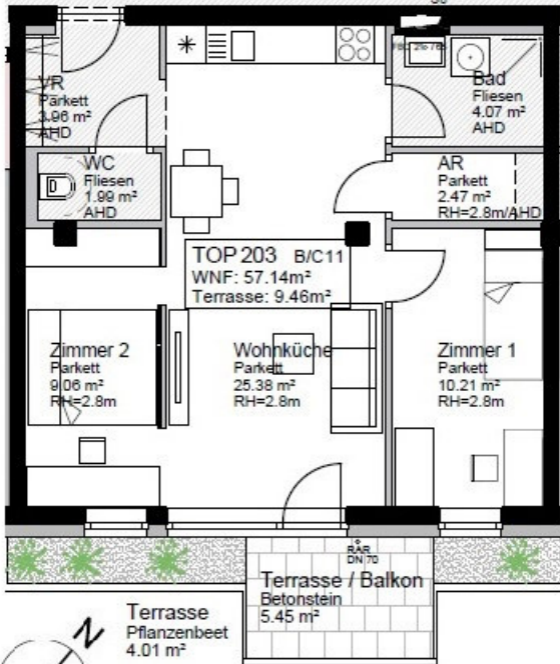 VR
Parkett
3.96 m²
AHD
WC
Fliesen
1.99 m²
AHD
Bad
Fliesen
4.07 m²
AHD
AR
Parkett
2.47 m²
RH=2.8m/AHD
TOP 203 B/C11
WNF: 57.14m²
Terrasse: 9.46m²
Zimmer 2
Parkett
9.06 m²
RH=2.8m
Wohnküche
Parkett
25.38 m²
RH=2.8m
Zimmer 1
Parkett
10.21 m²
RH=2.8m
RAR
DN 70
Terrasse / Balkon
Betonstein
5.45 m²
Terrasse
Pflanzenbeet
4.01 m²
N